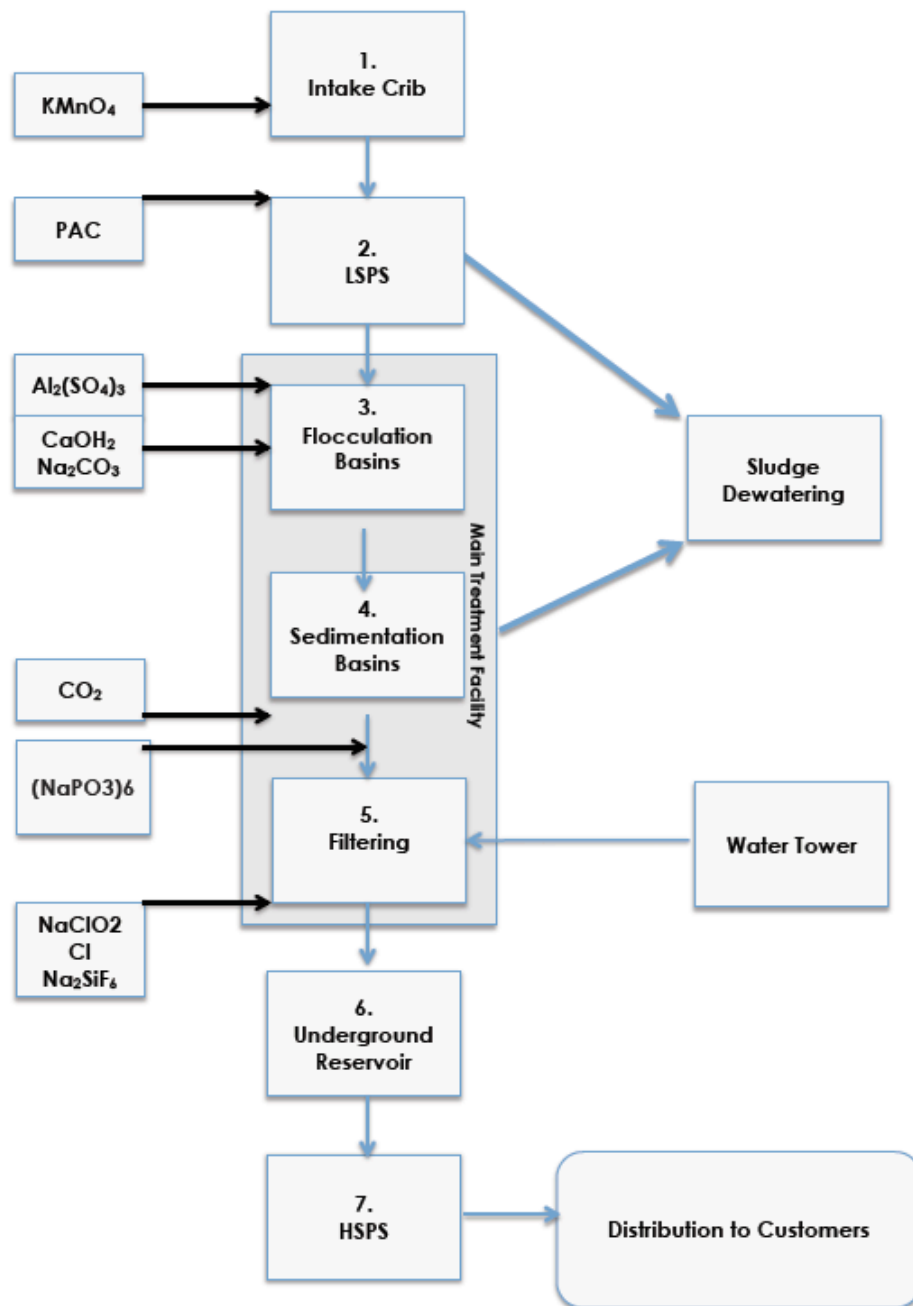 1.
Intake Crib
KMnO₄
PAC
2.
LSPS
Al₂(SO₄)₃
CaOH₂
Na₂CO₃
3.
Flocculation
Basins
Sludge
Dewatering
Main Treatment Facility
4.
Sedimentation
Basins
CO₂
(NaPO3)6
5.
Filtering
Water Tower
NaClO2
Cl
Na₂SiF₆
6.
Underground
Reservoir
7.
HSPS
Distribution to Customers